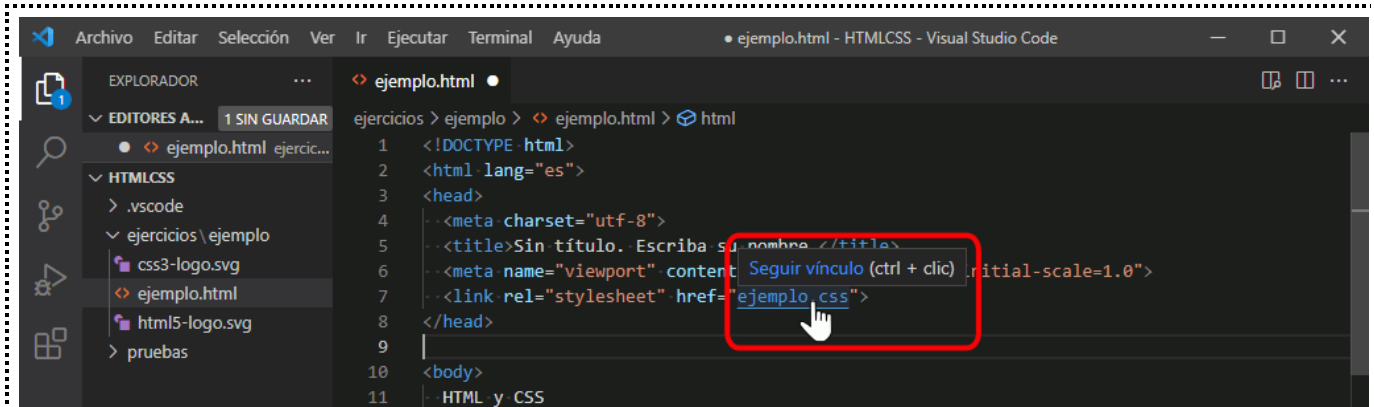 Archivo Editar Selección Ver Ir Ejecutar Terminal Ayuda ● ejemplo.html - HTMLCSS - Visual Studio Code
EXPLORADOR ···
ejemplo.html ●
EDITORES A... 1 SIN GUARDAR
● ejemplo.html ejercic...
HTMLCSS
> .vscode
ejercicios\ejemplo
css3-logo.svg
ejemplo.html
html5-logo.svg
> pruebas
1
ejercicios > ejemplo > ejemplo.html > html
1 <!DOCTYPE html>
2 <html lang="es">
3 <head>
4 <meta charset="utf-8">
5 <title>Sin título. Escriba su nombre.</title>
6 <meta name="viewport" content initial-scale=1.0">
7 <link rel="stylesheet" href="ejemplo.css">
8 </head>
9
10 <body>
11 HTML y CSS
Seguir vínculo (ctrl + clic)